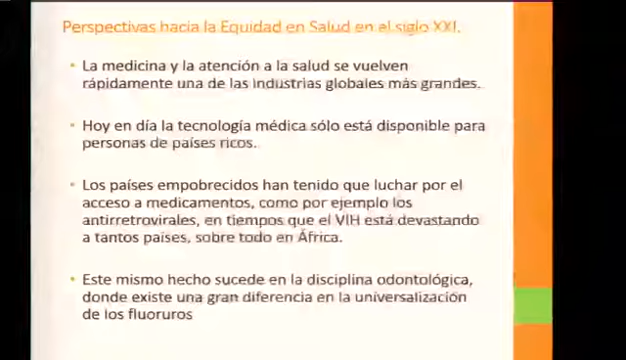 Perspectivas hacia la Equidad en Salud en el siglo XXI.
• La medicina y la atención a la salud se vuelven
rápidamente una de las industrias globales más grandes.
• Hoy en día la tecnología médica sólo está disponible para
personas de países ricos.
• Los países empobrecidos han tenido que luchar por el
acceso a medicamentos, como por ejemplo los
antirretrovirales, en tiempos que el VIH está devastando
a tantos países, sobre todo en África.
• Este mismo hecho sucede en la disciplina odontológica,
donde existe una gran diferencia en la universalización
de los fluoruros